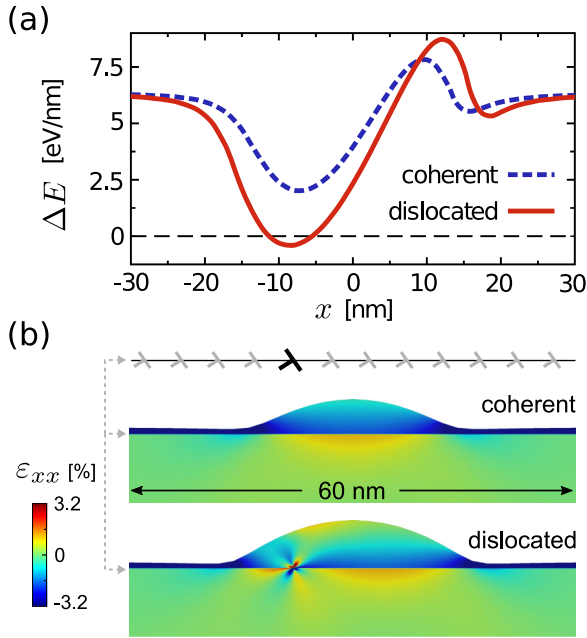 (a)
ΔE [eV/nm]
7.5
5
2.5
0
coherent
dislocated
-30 -20 -10 0 10 20 30
x [nm]
(b)
coherent
60 nm
εxx [%]
3.2
0
-3.2
dislocated